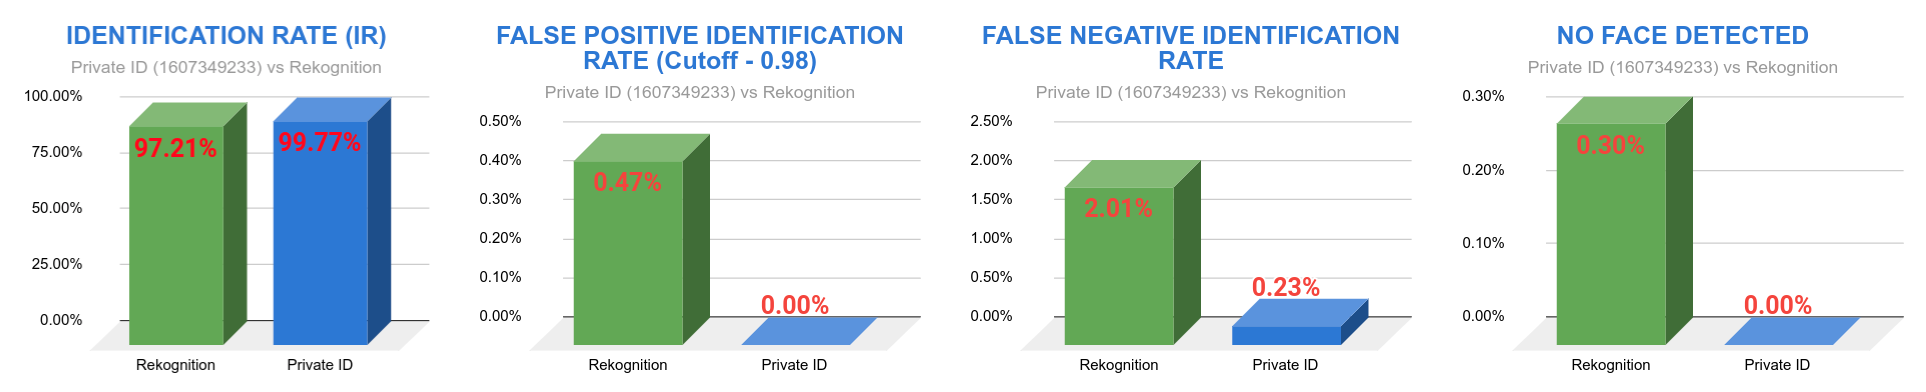 IDENTIFICATION RATE (IR)
Private ID (1607349233) vs Rekognition
100.00%
75.00%
50.00%
25.00%
0.00%
97.21%
99.77%
Rekognition
Private ID
FALSE POSITIVE IDENTIFICATION
RATE (Cutoff - 0.98)
Private ID (1607349233) vs Rekognition
0.50%
0.40%
0.30%
0.20%
0.10%
0.00%
0.47%
0.00%
Rekognition
Private ID
FALSE NEGATIVE IDENTIFICATION
RATE
Private ID (1607349233) vs Rekognition
2.50%
2.00%
1.50%
1.00%
0.50%
0.00%
2.01%
0.23%
Rekognition
Private ID
NO FACE DETECTED
Private ID (1607349233) vs Rekognition
0.30%
0.20%
0.10%
0.00%
0.30%
0.00%
Rekognition
Private ID